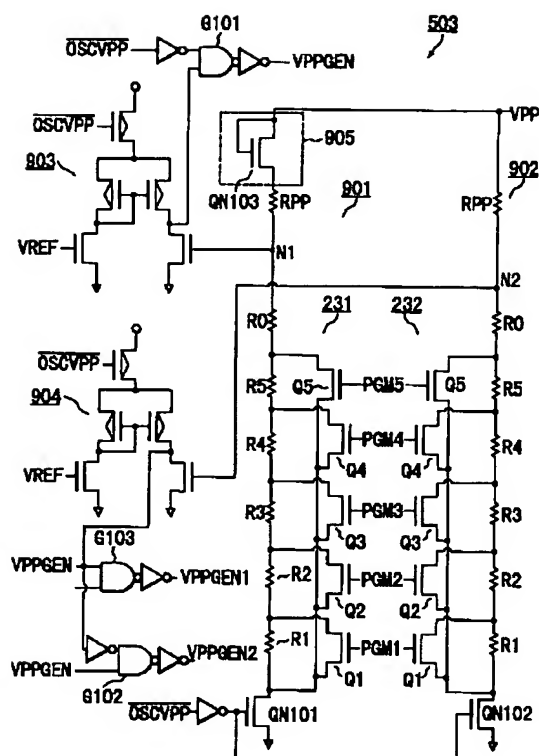 G101
503
OSCVPP
VPPGEN
VPP
OSCVPP
905
903
902
QN103
RPP
901
RPP
VREF
N1
N2
R0
231
232
R0
OSCVPP
R5
Q5
PGM5
Q5
R5
904
R4
PGM4
R4
Q4
Q4
VREF
R3
PGM3
R3
G103
Q3
Q3
VPPGEN
VPPGEN1
R2
PGM2
R2
Q2
Q2
VPPGEN2
R1
PGM1
R1
VPPGEN
G102
Q1
Q1
OSCVPP
QN101
QN102